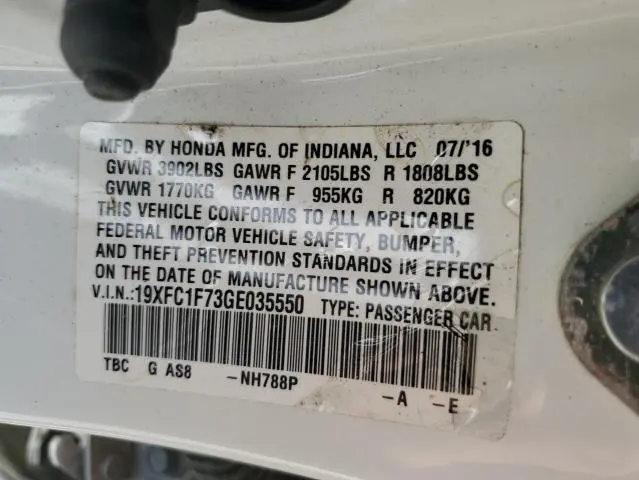 MFD. BY HONDA MFG. OF INDIANA, LLC 07/'16
GVWR 3902LBS GAWR F 2105LBS R 1808LBS
GVWR 1770KG GAWR F 955KG R 820KG
THIS VEHICLE CONFORMS TO ALL APPLICABLE
FEDERAL MOTOR VEHICLE SAFETY, BUMPER,
AND THEFT PREVENTION STANDARDS IN EFFECT
ON THE DATE OF MANUFACTURE SHOWN ABOVE.
V.I.N.:19XFC1F73GE035550 TYPE: PASSENGER CAR
TBC G AS8 -NH788P -A -E